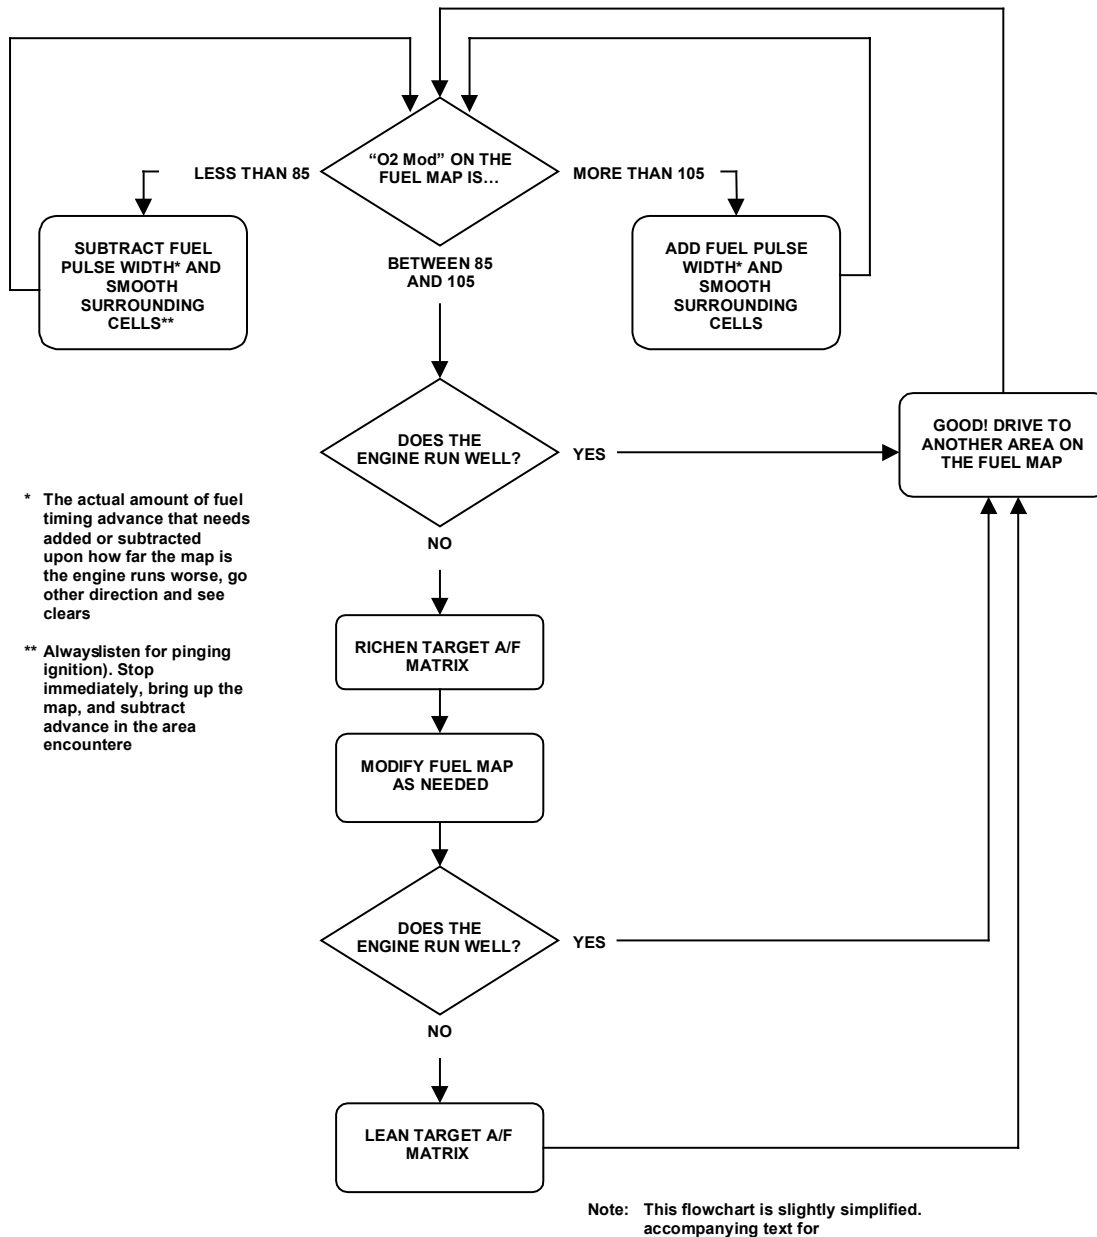 “O2 Mod” ON THE
FUEL MAP IS…
LESS THAN 85
MORE THAN 105
SUBTRACT FUEL
PULSE WIDTH* AND
SMOOTH
SURROUNDING
CELLS**
ADD FUEL PULSE
WIDTH* AND
SMOOTH
SURROUNDING
CELLS
BETWEEN 85
AND 105
DOES THE
ENGINE RUN WELL?
YES
GOOD! DRIVE TO
ANOTHER AREA ON
THE FUEL MAP
NO
* The actual amount of fuel
timing advance that needs
added or subtracted
upon how far the map is
the engine runs worse, go
other direction and see
clears
** Alwayslisten for pinging
ignition). Stop
immediately, bring up the
map, and subtract
advance in the area
encountere
RICHEN TARGET A/F
MATRIX
MODIFY FUEL MAP
AS NEEDED
DOES THE
ENGINE RUN WELL?
YES
NO
LEAN TARGET A/F
MATRIX
Note: This flowchart is slightly simplified.
accompanying text for